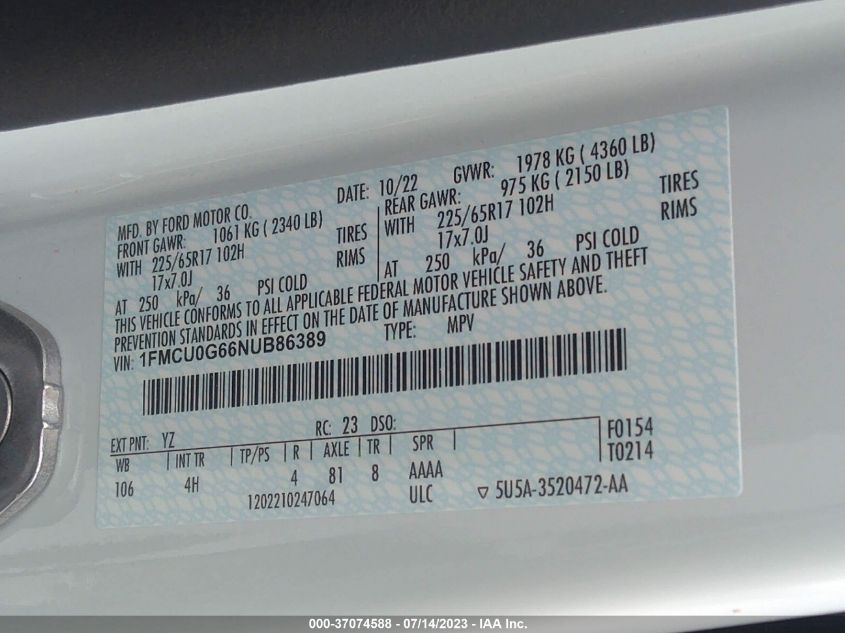 MFD. BY FORD MOTOR CO. DATE: 10/22 GVWR: 1978 KG ( 4360 LB)
FRONT GAWR: 1061 KG ( 2340 LB) REAR GAWR: 975 KG ( 2150 LB)
WITH 225/65R17 102H TIRES WITH 225/65R17 102H TIRES
17x7.0J RIMS 17x7.0J RIMS
AT 250 kPa/ 36 PSI COLD AT 250 kPa/ 36 PSI COLD
THIS VEHICLE CONFORMS TO ALL APPLICABLE FEDERAL MOTOR VEHICLE SAFETY AND THEFT
PREVENTION STANDARDS IN EFFECT ON THE DATE OF MANUFACTURE SHOWN ABOVE.
VIN: 1FMCU0G66NUB86389 TYPE: MPV
EXT PNT: YZ RC: 23 DSO: F0154
WB INT TR TP/PS R AXLE TR SPR T0214
106 4H 4 81 8 AAAA
1202210247064 ULC ▽ 5U5A-3520472-AA
000-37074588 - 07/14/2023 - IAA Inc.